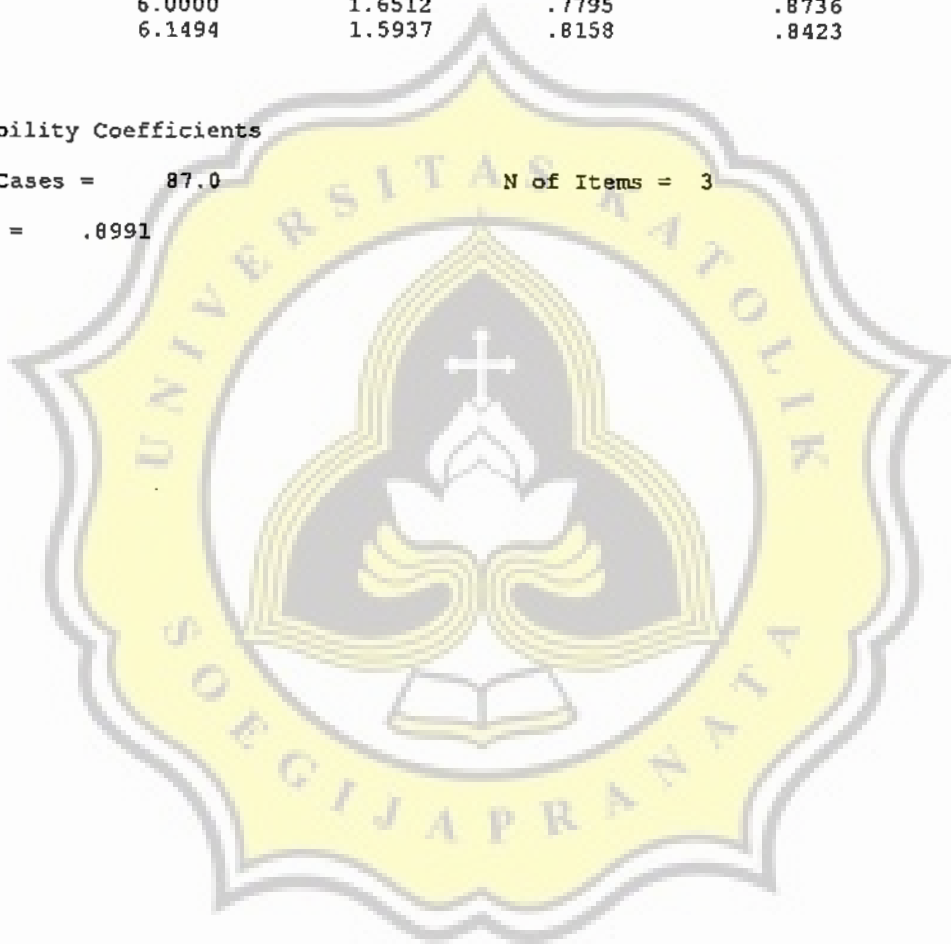 6.0000 1.6512 .7795 .8736
6.1494 1.5937 .8158 .8423
bility Coefficients
Cases = 87.0 N of Items = 3
= .8991
UNIVERSITAS KATOLIK
SOEGIJAPRANATA